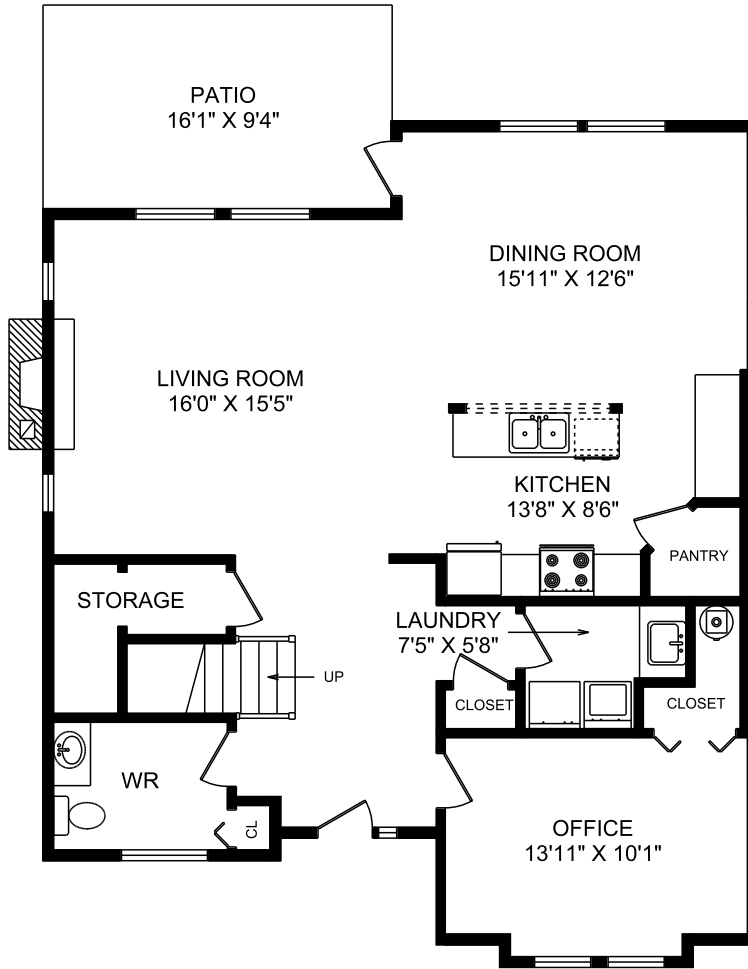 PATIO
16'1" X 9'4"
DINING ROOM
15'11" X 12'6"
LIVING ROOM
16'0" X 15'5"
KITCHEN
13'8" X 8'6"
PANTRY
STORAGE
LAUNDRY
7'5" X 5'8"
UP
CLOSET
CLOSET
WR
CL
OFFICE
13'11" X 10'1"